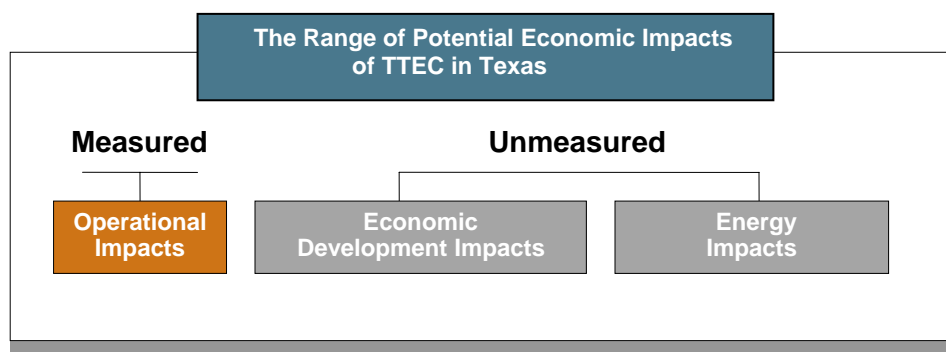 The Range of Potential Economic Impacts
of TTEC in Texas
Measured
Unmeasured
Operational
Impacts
Economic
Development Impacts
Energy
Impacts